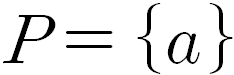 P = {a}